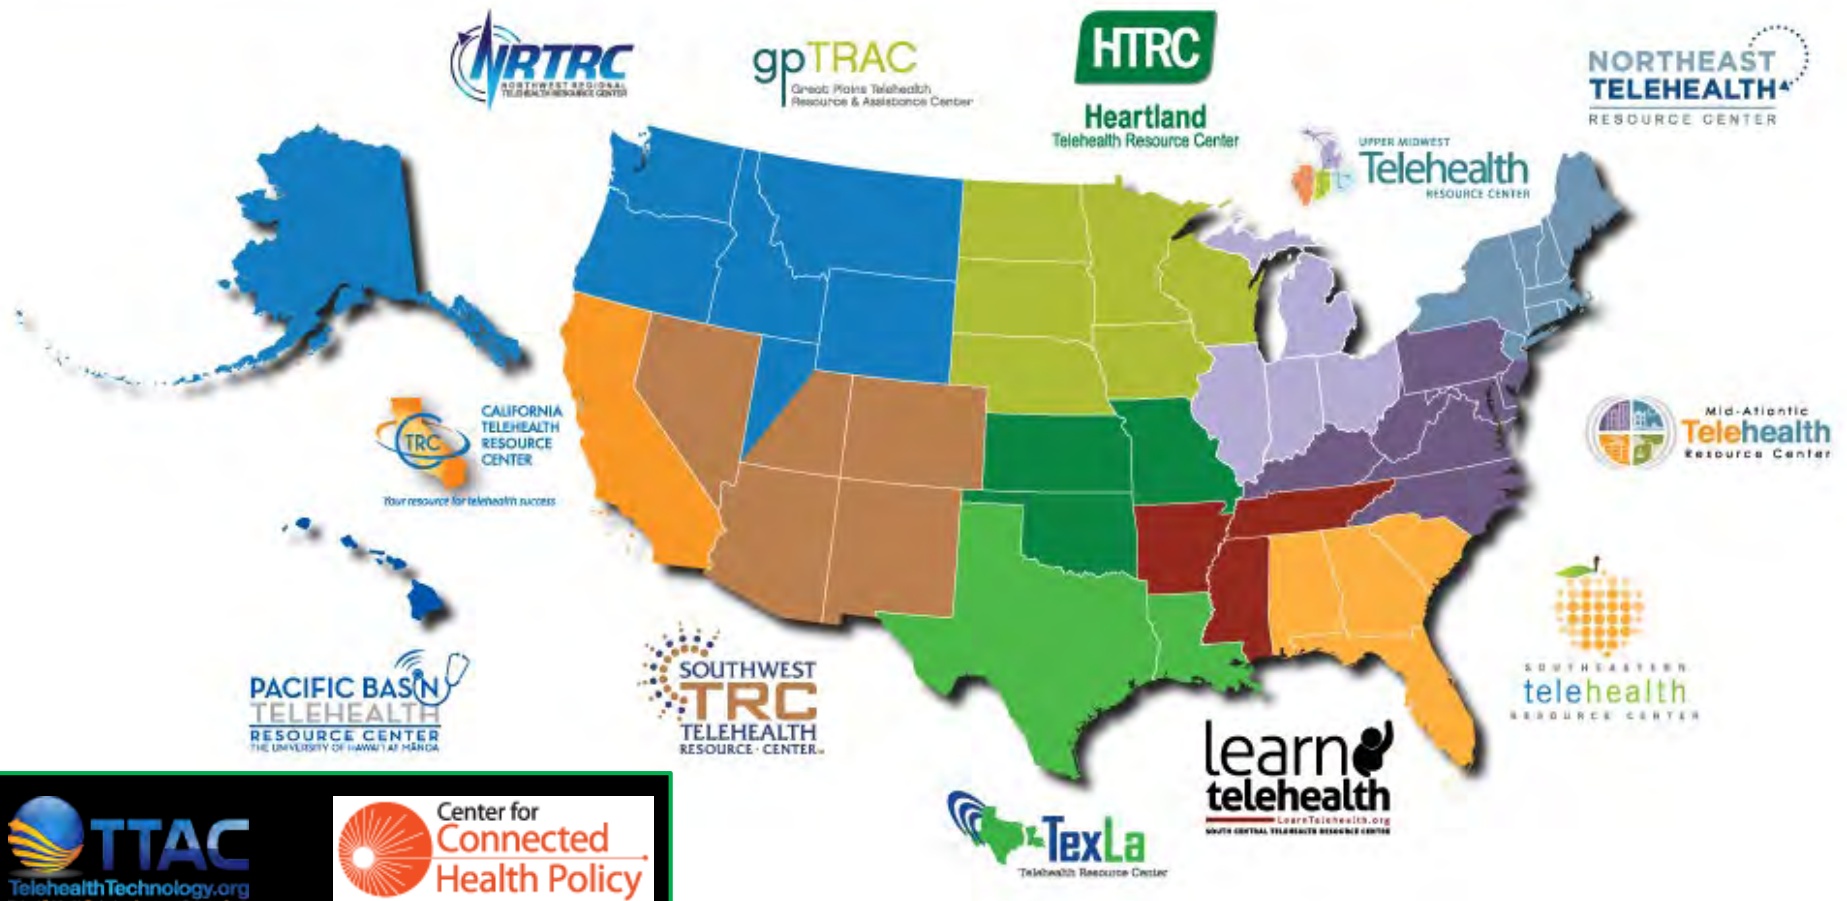 NRTRC
NORTHWEST REGIONAL
TELEHEALTH RESOURCE CENTER
gpTRAC
Great Plains Telehealth
Resource & Assistance Center
HTRC
Heartland
Telehealth Resource Center
NORTHEAST
TELEHEALTH
RESOURCE CENTER
UPPER MIDWEST
Telehealth
RESOURCE CENTER
TRC
CALIFORNIA
TELEHEALTH
RESOURCE
CENTER
Your resource for telehealth success
Mid-Atlantic
Telehealth
Resource Center
PACIFIC BASIN
TELEHEALTH
RESOURCE CENTER
THE UNIVERSITY OF HAWAI'I AT MĀNOA
SOUTHWEST
TRC
TELEHEALTH
RESOURCE · CENTER
SOUTHEASTERN
telehealth
RESOURCE CENTER
learn
telehealth
LearnTelehealth.org
SOUTH CENTRAL TELEHEALTH RESOURCE CENTER
TexLa
Telehealth Resource Center
TTAC
TelehealthTechnology.org
Center for
Connected
Health Policy